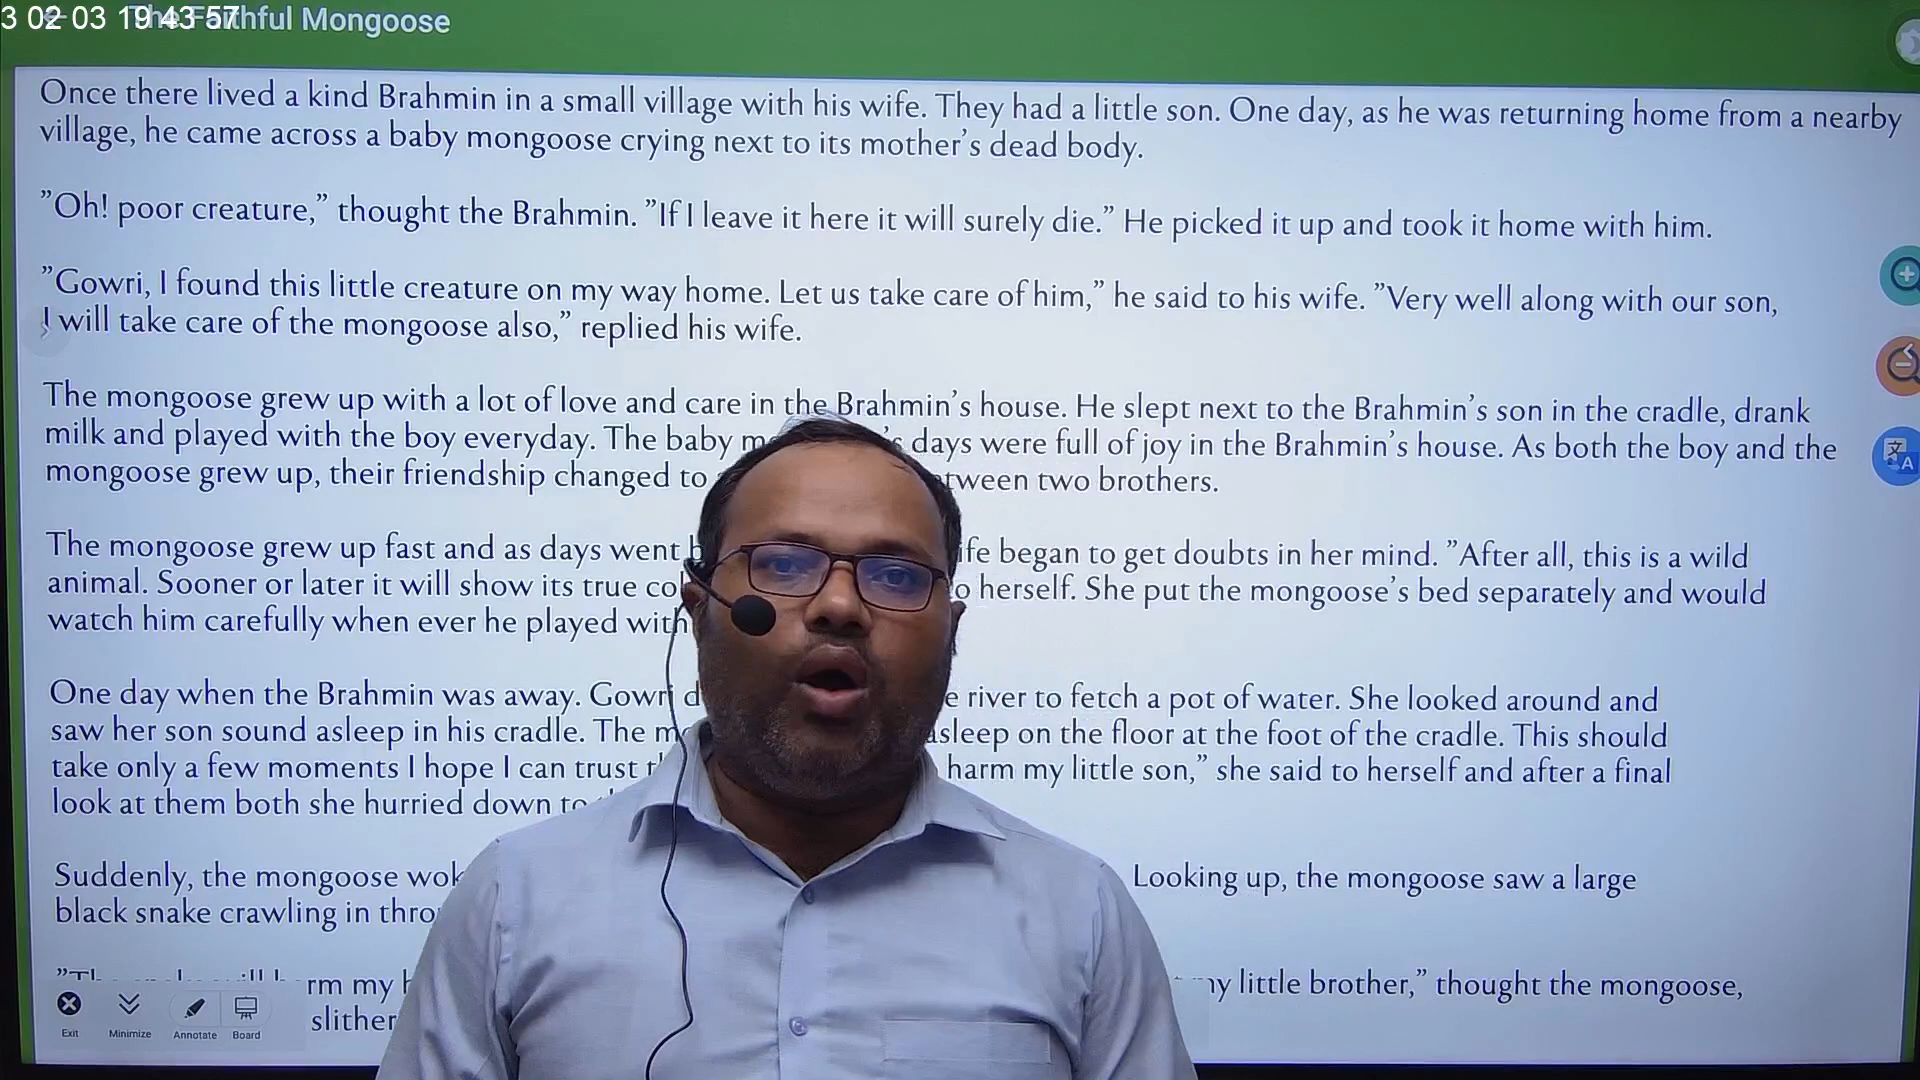 3 02 03 19 43 57
The Faithful Mongoose
Once there lived a kind Brahmin in a small village with his wife. They had a little son. One day, as he was returning home from a nearby
village, he came across a baby mongoose crying next to its mother's dead body.
"Oh! poor creature," thought the Brahmin. "If I leave it here it will surely die." He picked it up and took it home with him.
"Gowri, I found this little creature on my way home. Let us take care of him," he said to his wife. "Very well along with our son,
I will take care of the mongoose also," replied his wife.
The mongoose grew up with a lot of love and care in the Brahmin's house. He slept next to the Brahmin's son in the cradle, drank
milk and played with the boy everyday. The baby days were full of joy in the Brahmin's house. As both the boy and the
mongoose grew up, their friendship changed to two brothers.
The mongoose grew up fast and as days went began to get doubts in her mind. "After all, this is a wild
animal. Sooner or later it will show its true herself. She put the mongoose's bed separately and would
watch him carefully when ever he played with
One day when the Brahmin was away. Gowri river to fetch a pot of water. She looked around and
saw her son sound asleep in his cradle. The asleep on the floor at the foot of the cradle. This should
take only a few moments I hope I can trust harm my little son," she said to herself and after a final
look at them both she hurried down to
Suddenly, the mongoose Looking up, the mongoose saw a large
black snake crawling in
my little brother," thought the mongoose,
Exit
Minimize
Annotate
Board